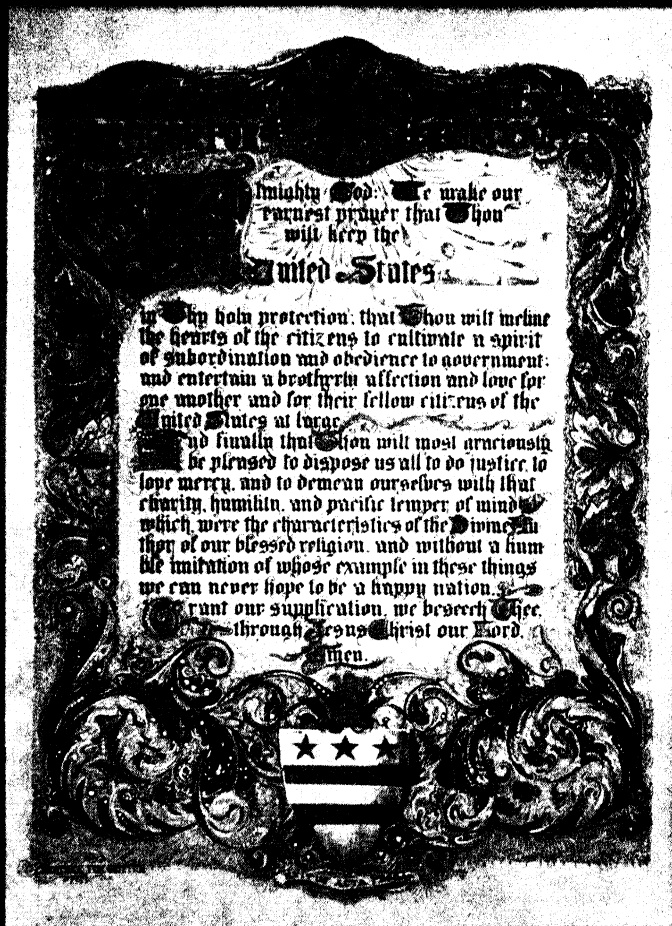 Almighty God: We make our
earnest prayer that Thou
will keep the
United States
in Thy holy protection; that Thou wilt incline
the hearts of the citizens to cultivate a spirit
of subordination and obedience to government;
and entertain a brotherly affection and love for
one another and for their fellow citizens of the
United States at large.
And finally that Thou will most graciously
be pleased to dispose us all to do justice, to
love mercy, and to demean ourselves with that
charity, humility, and pacific temper of mind
which were the characteristics of the Divine Au
thor of our blessed religion, and without a hum
ble imitation of whose example in these things
we can never hope to be a happy nation.
Grant our supplication, we beseech Thee,
through Jesus Christ our Lord.
Amen.